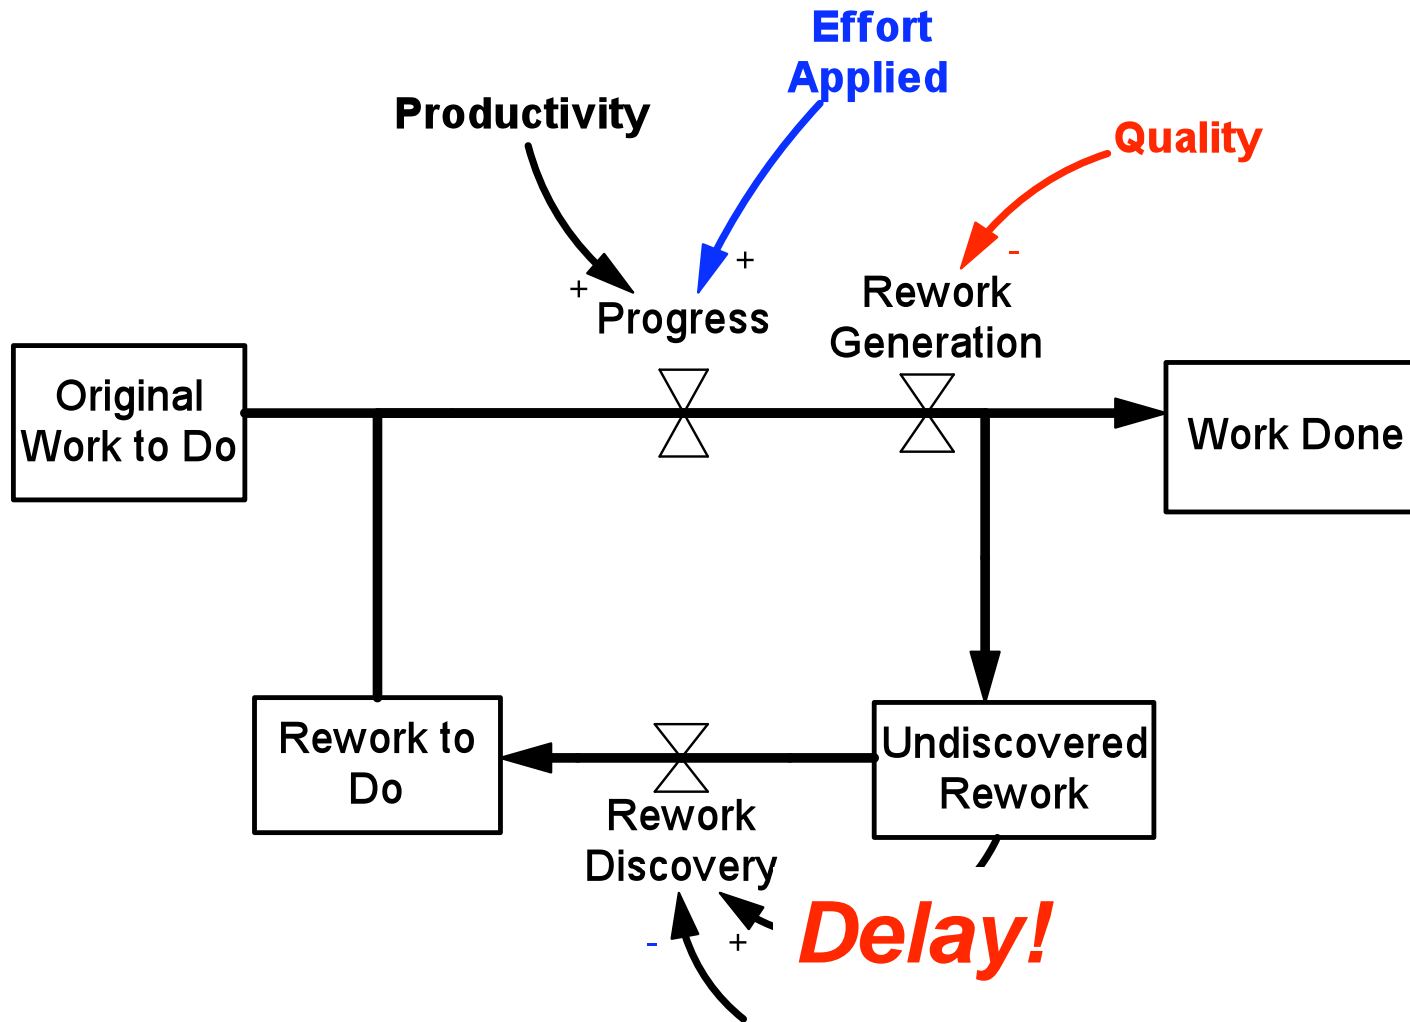 Effort
Applied
Productivity
Quality
+
+
-
Progress
Rework
Generation
Original
Work to Do
Work Done
Rework to
Do
Undiscovered
Rework
Rework
Discovery
-
+
Delay!